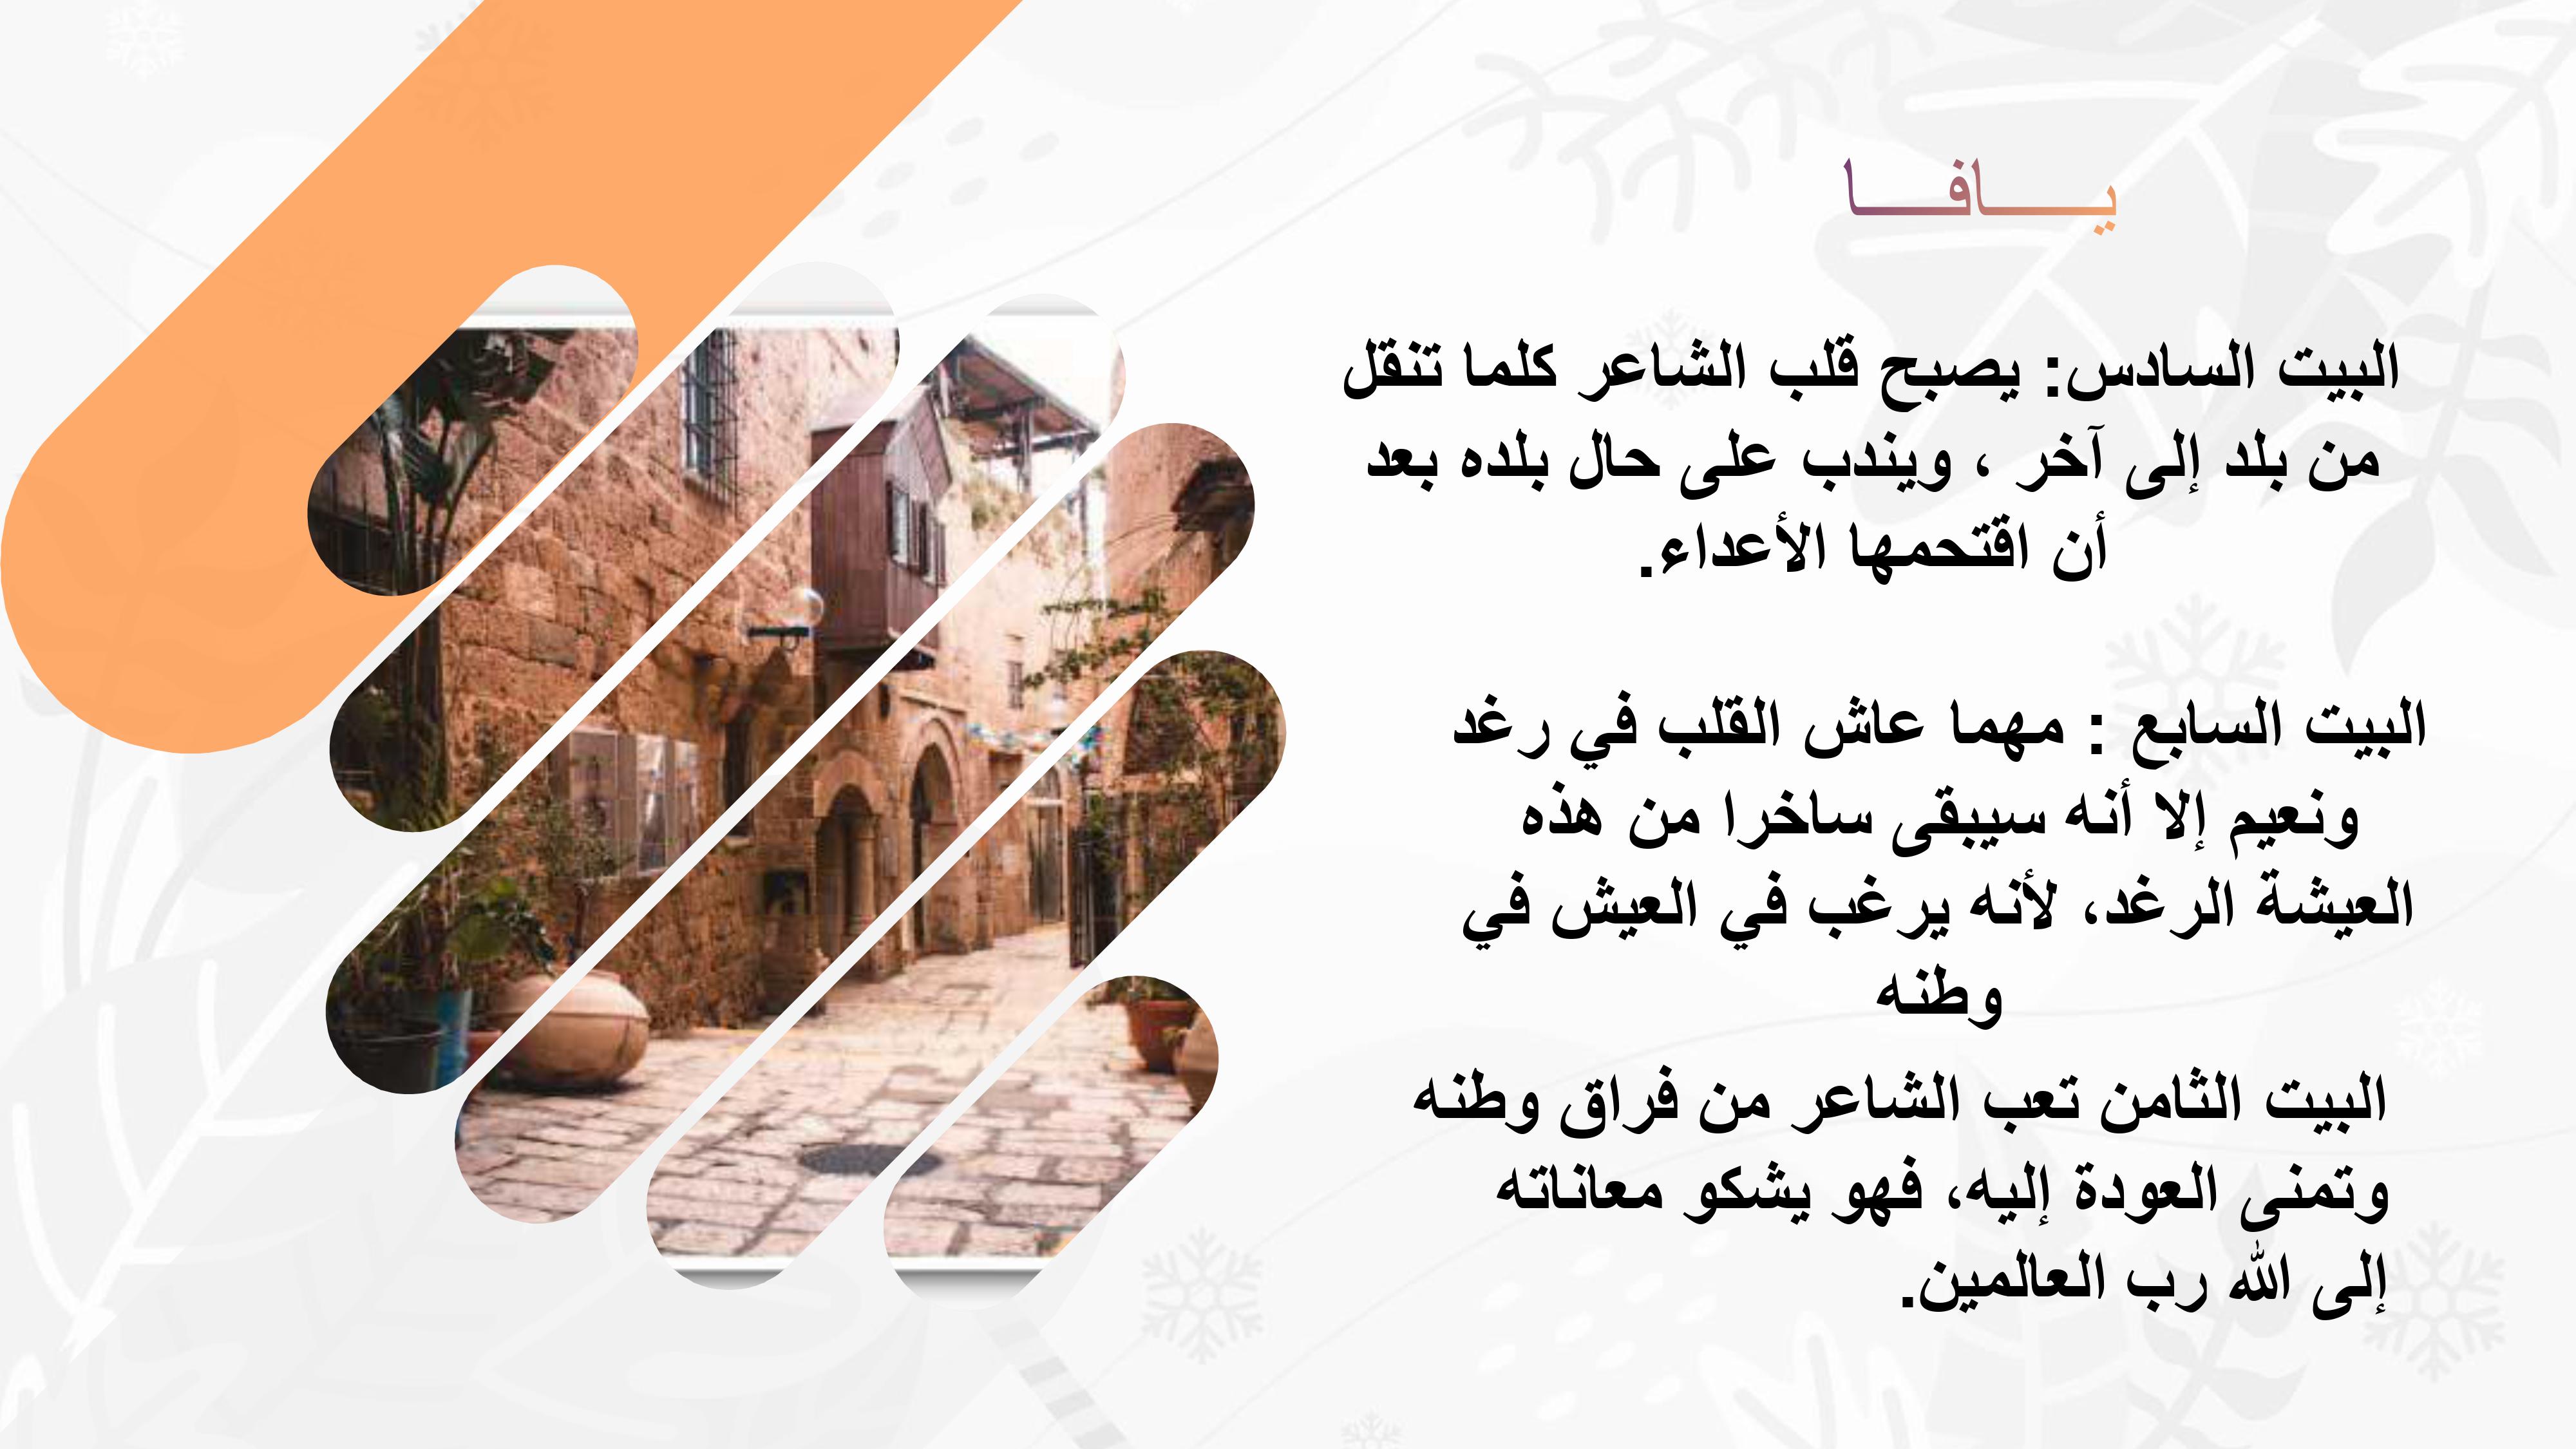 يـــــافـــــا
البيت السادس: يصبح قلب الشاعر كلما تنقل
من بلد إلى آخر ، ويندب على حال بلده بعد
أن اقتحمها الأعداء.
البيت السابع : مهما عاش القلب في رغد
ونعيم إلا أنه سيبقى ساخرا من هذه
العيشة الرغد، لأنه يرغب في العيش في
وطنه
البيت الثامن تعب الشاعر من فراق وطنه
وتمنى العودة إليه، فهو يشكو معاناته
إلى الله رب العالمين.